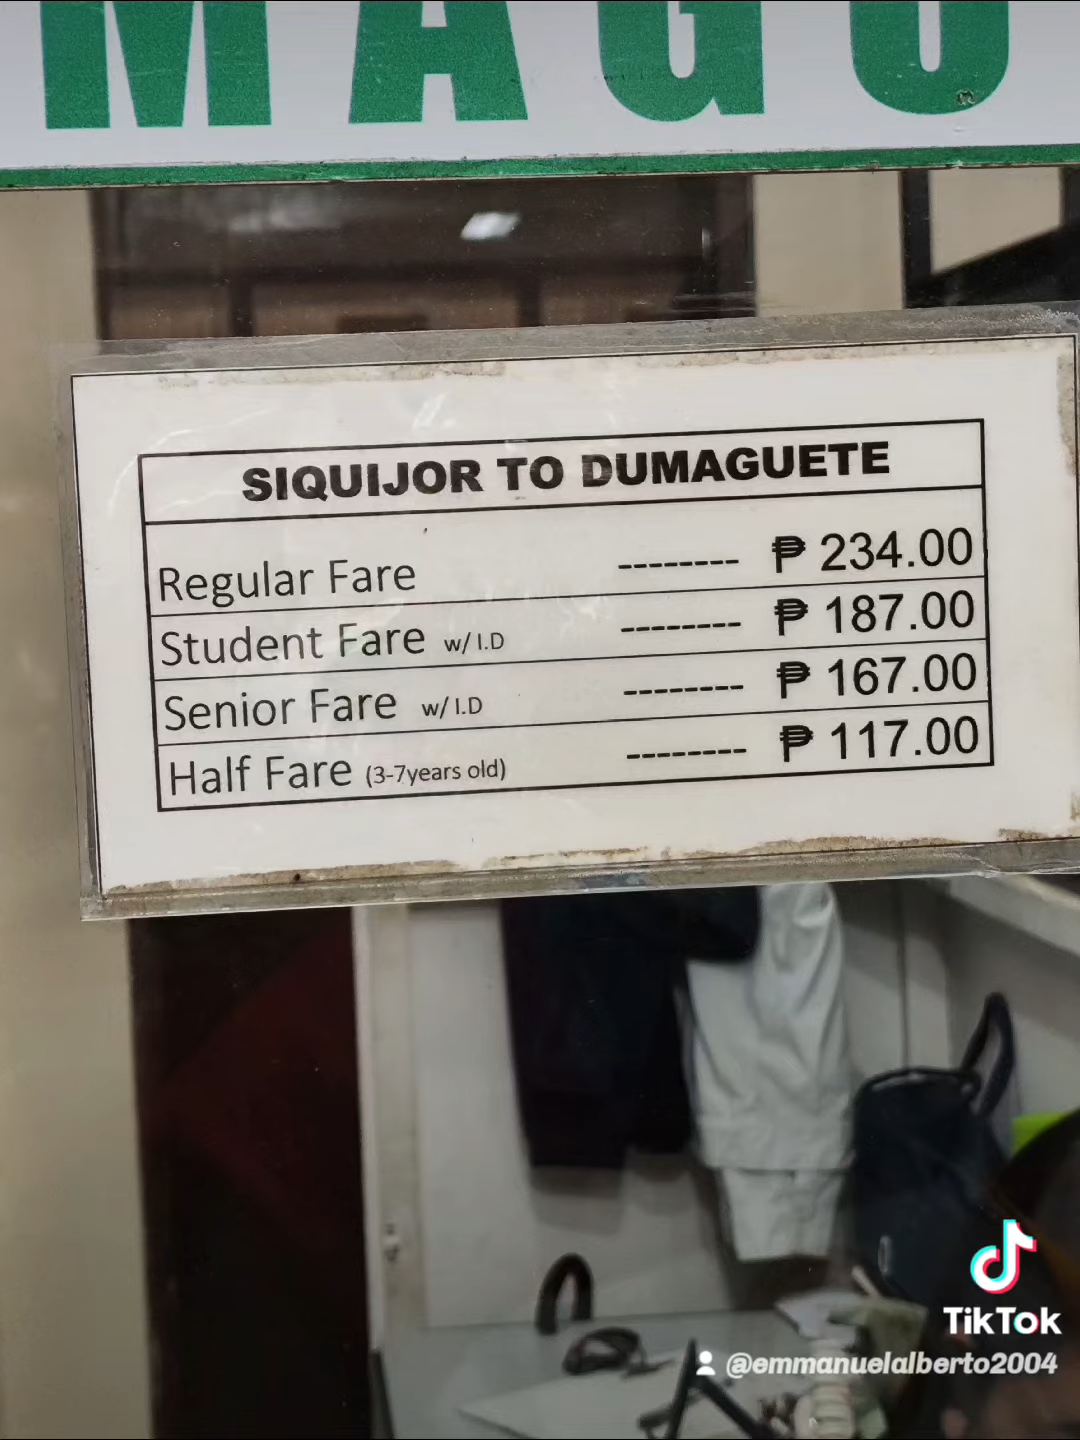 MAGU
SIQUIJOR TO DUMAGUETE
Regular Fare -------- ₱ 234.00
Student Fare w/ I.D -------- ₱ 187.00
Senior Fare w/ I.D -------- ₱ 167.00
Half Fare (3-7years old) -------- ₱ 117.00
TikTok
@emmanuelalberto2004